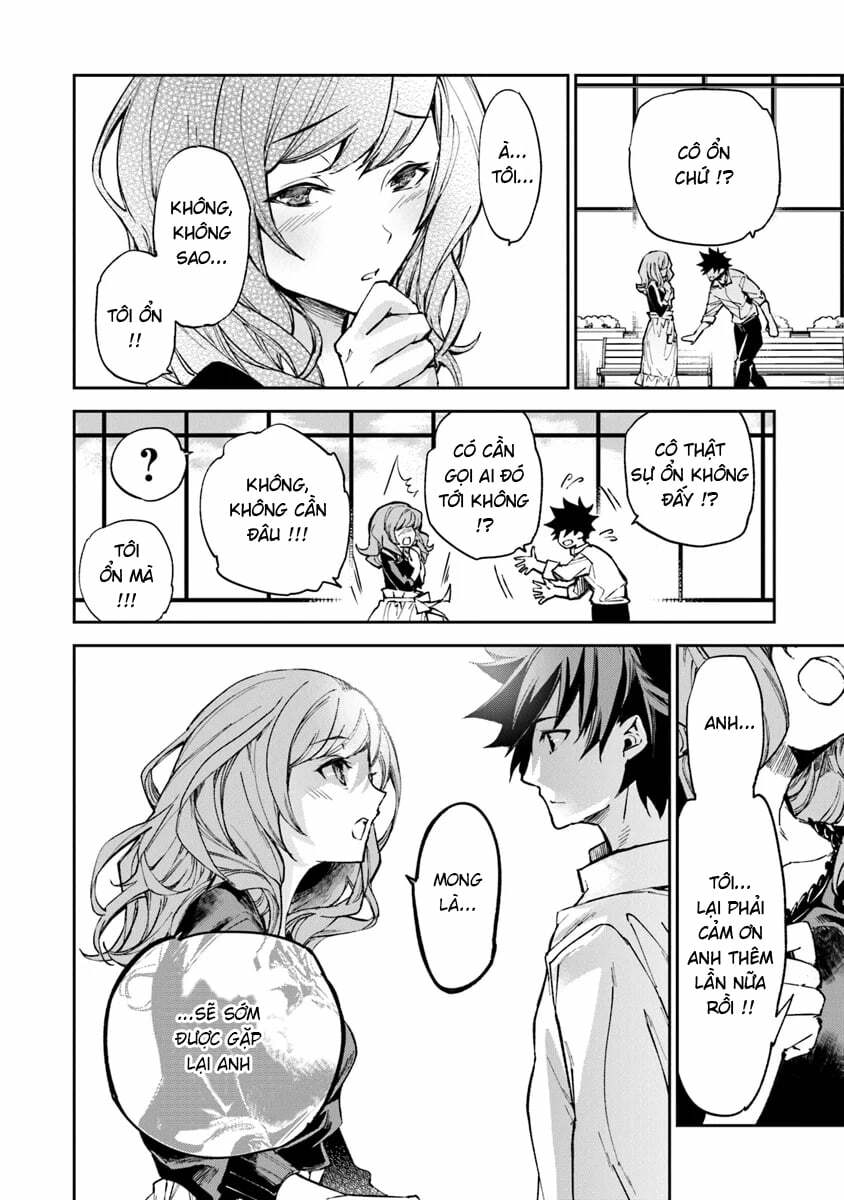 CÔ ỔN
CHỨ !?
À...
TÔI...
KHÔNG,
KHÔNG
SAO...
TÔI ỔN
!!
CÔ THẬT
SỰ ỔN KHÔNG
ĐẤY !?
CÓ CẦN
GỌI AI ĐÓ
TỚI KHÔNG
!?
KHÔNG,
KHÔNG CẦN
ĐÂU !!!
?
TÔI
ỔN MÀ
!!!
ANH...
TÔI...
LẠI PHẢI
CẢM ƠN
ANH THÊM
LẦN NỮA
RỒI !!
MONG
LÀ...
...SẼ SỚM
ĐƯỢC GẶP
LẠI ANH